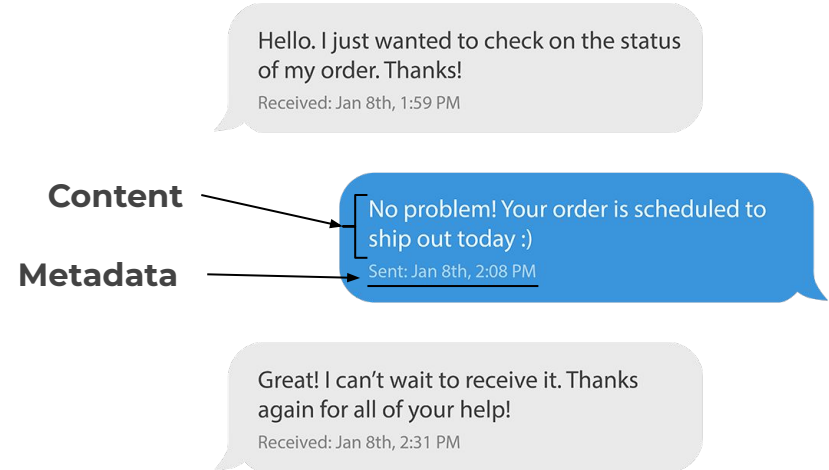 Hello. I just wanted to check on the status
of my order. Thanks!
Received: Jan 8th, 1:59 PM
Content
No problem! Your order is scheduled to
ship out today :)
Metadata
Sent: Jan 8th, 2:08 PM
Great! I can’t wait to receive it. Thanks
again for all of your help!
Received: Jan 8th, 2:31 PM